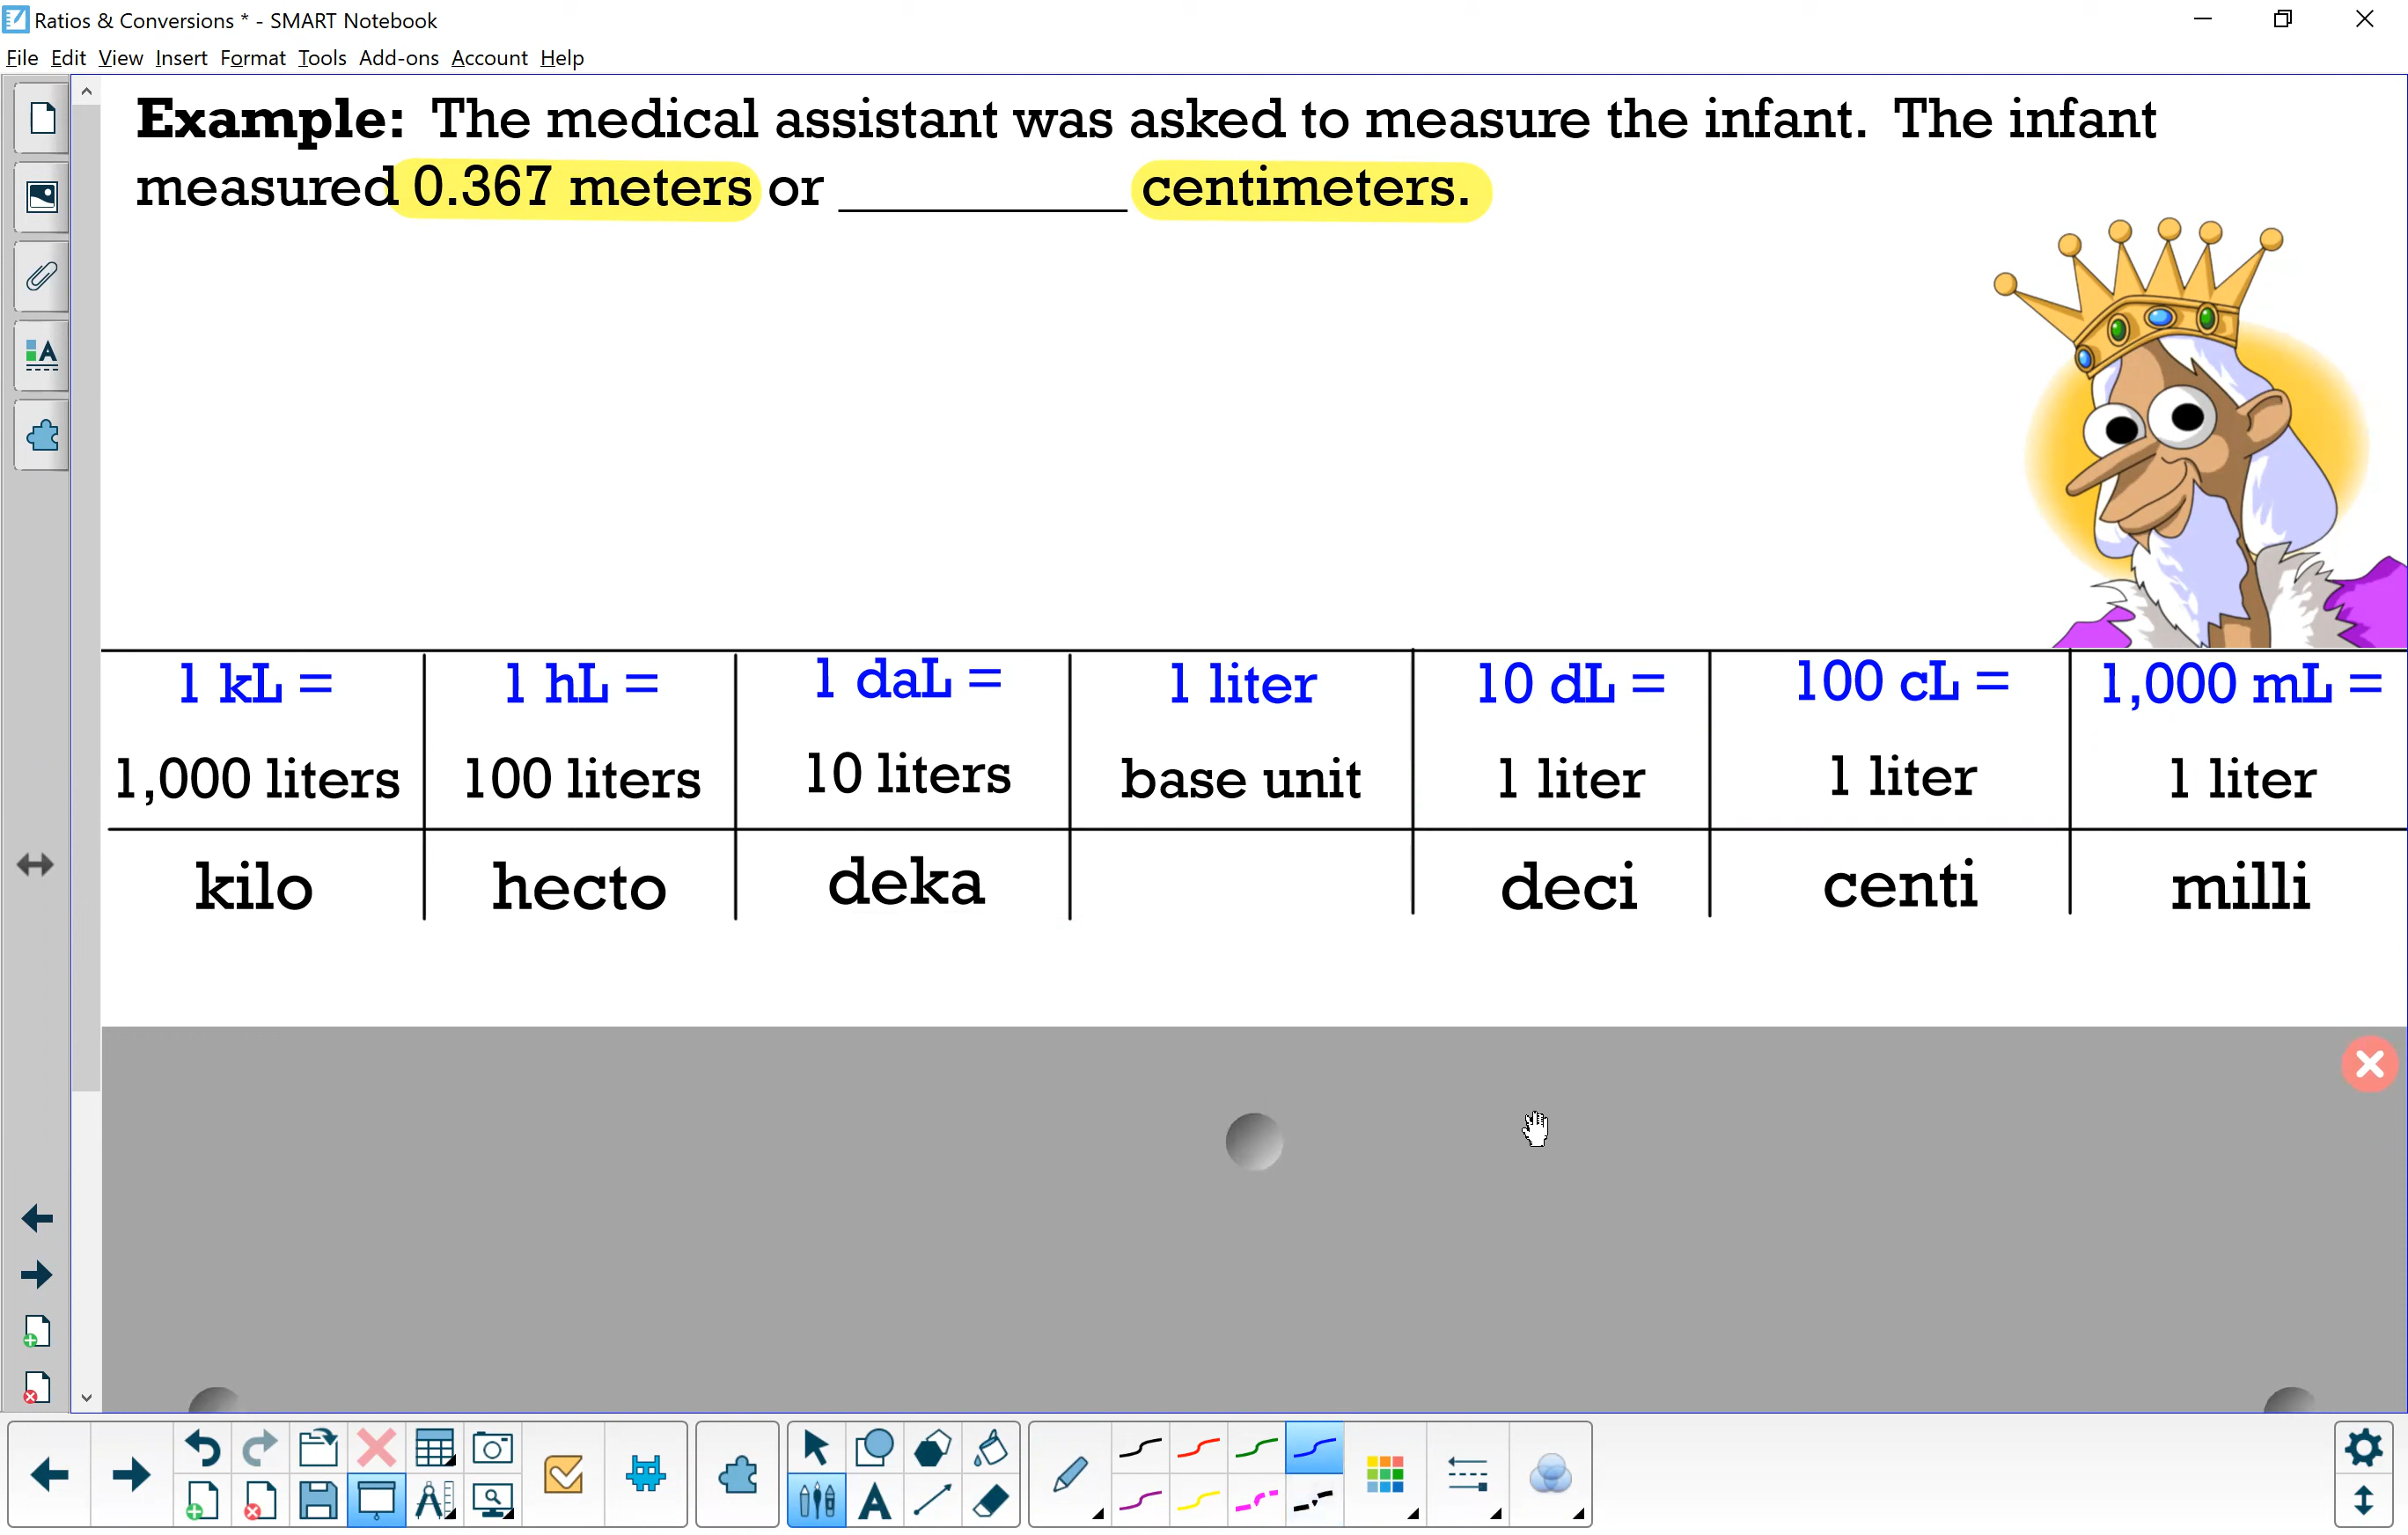 Ratios & Conversions * - SMART Notebook
File Edit View Insert Format Tools Add-ons Account Help
Example: The medical assistant was asked to measure the infant. The infant
measured 0.367 meters or ____________ centimeters.
1 kL = 1 hL = 1 daL = 1 liter 10 dL = 100 cL = 1,000 mL =
1,000 liters 100 liters 10 liters base unit 1 liter 1 liter 1 liter
kilo hecto deka deci centi milli